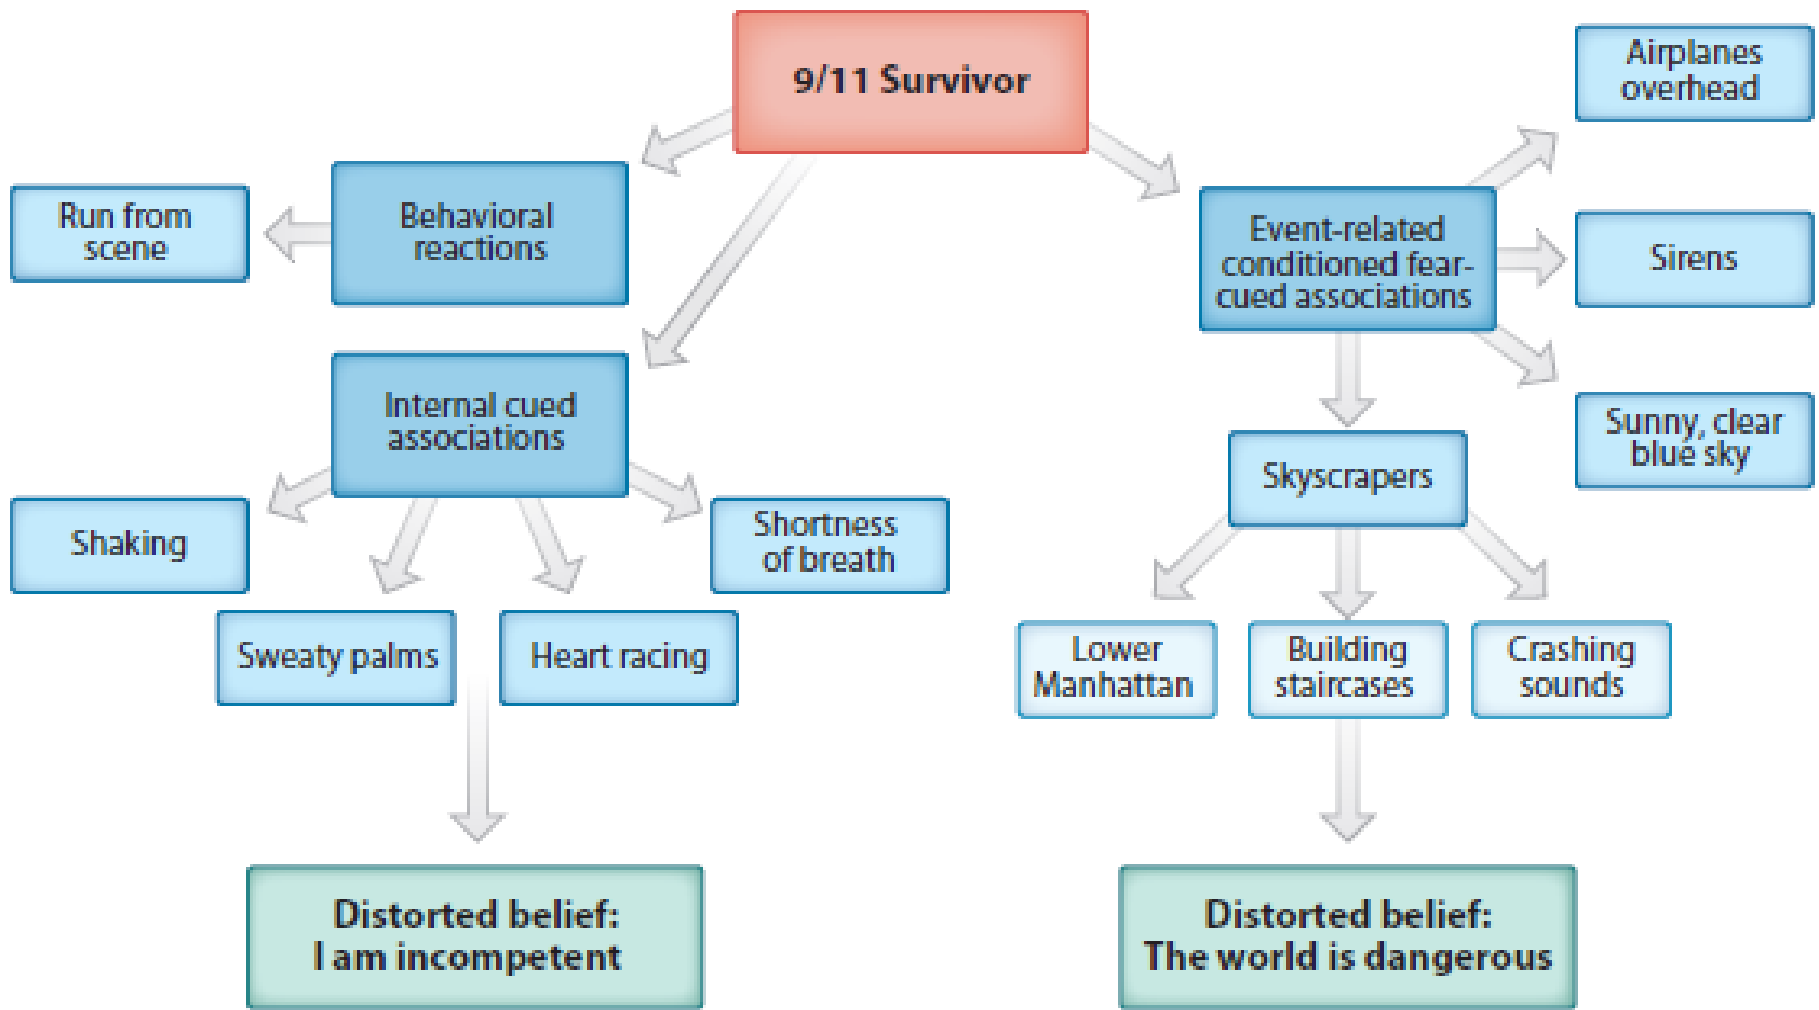 9/11 Survivor
Airplanes
overhead
Run from
scene
Behavioral
reactions
Event-related
conditioned fear-
cued associations
Sirens
Internal cued
associations
Sunny, clear
blue sky
Skyscrapers
Shaking
Shortness
of breath
Sweaty palms
Heart racing
Lower
Manhattan
Building
staircases
Crashing
sounds
Distorted belief:
I am incompetent
Distorted belief:
The world is dangerous